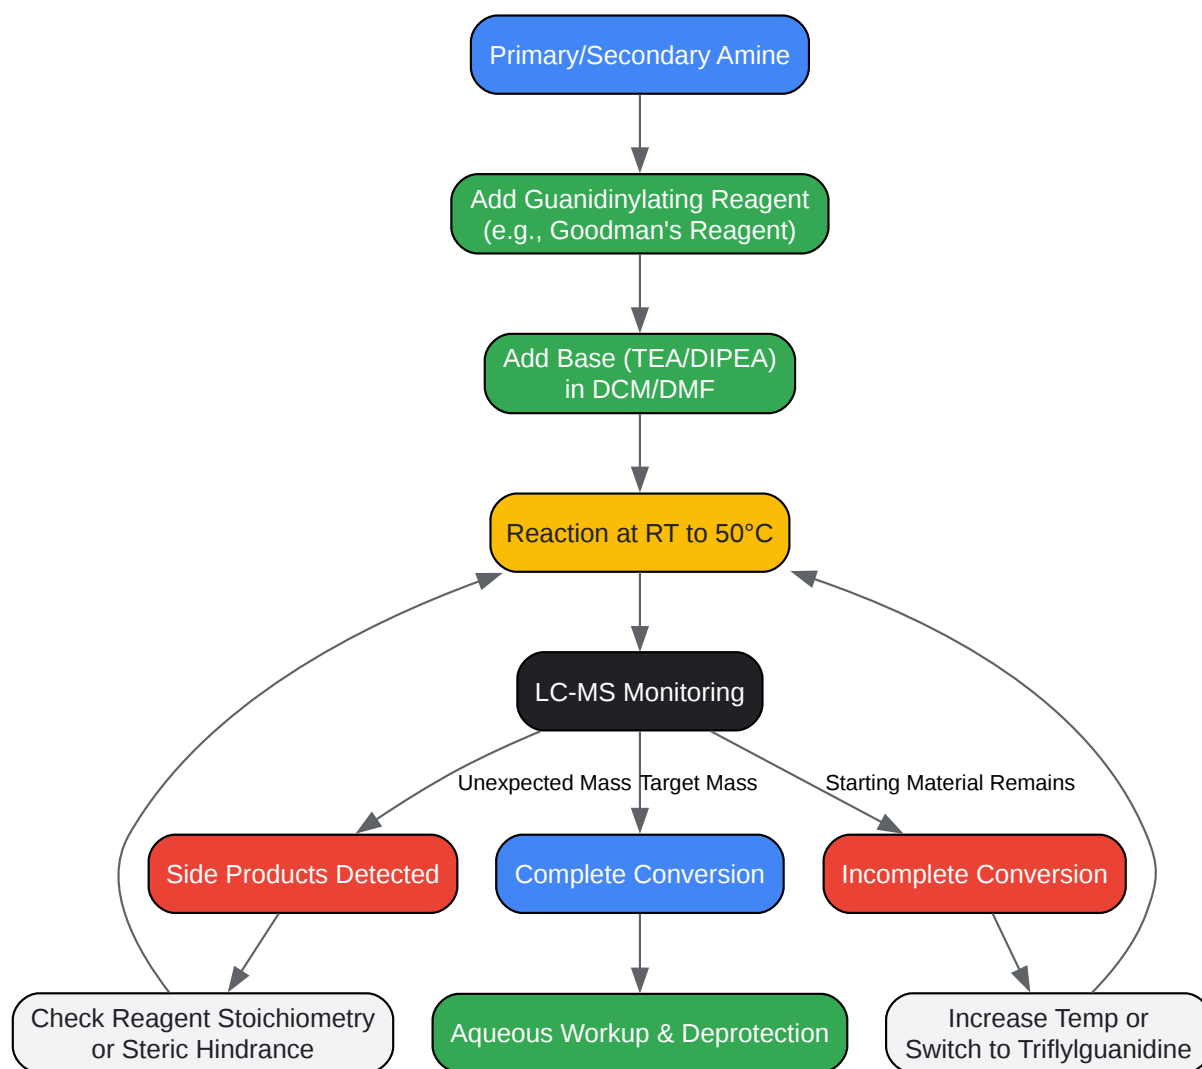 Primary/Secondary Amine
Add Guanidinylating Reagent
(e.g., Goodman's Reagent)
Add Base (TEA/DIPEA)
in DCM/DMF
Reaction at RT to 50°C
LC-MS Monitoring
Unexpected Mass
Target Mass
Starting Material Remains
Side Products Detected
Complete Conversion
Incomplete Conversion
Check Reagent Stoichiometry
or Steric Hindrance
Aqueous Workup & Deprotection
Increase Temp or
Switch to Triflylguanidine